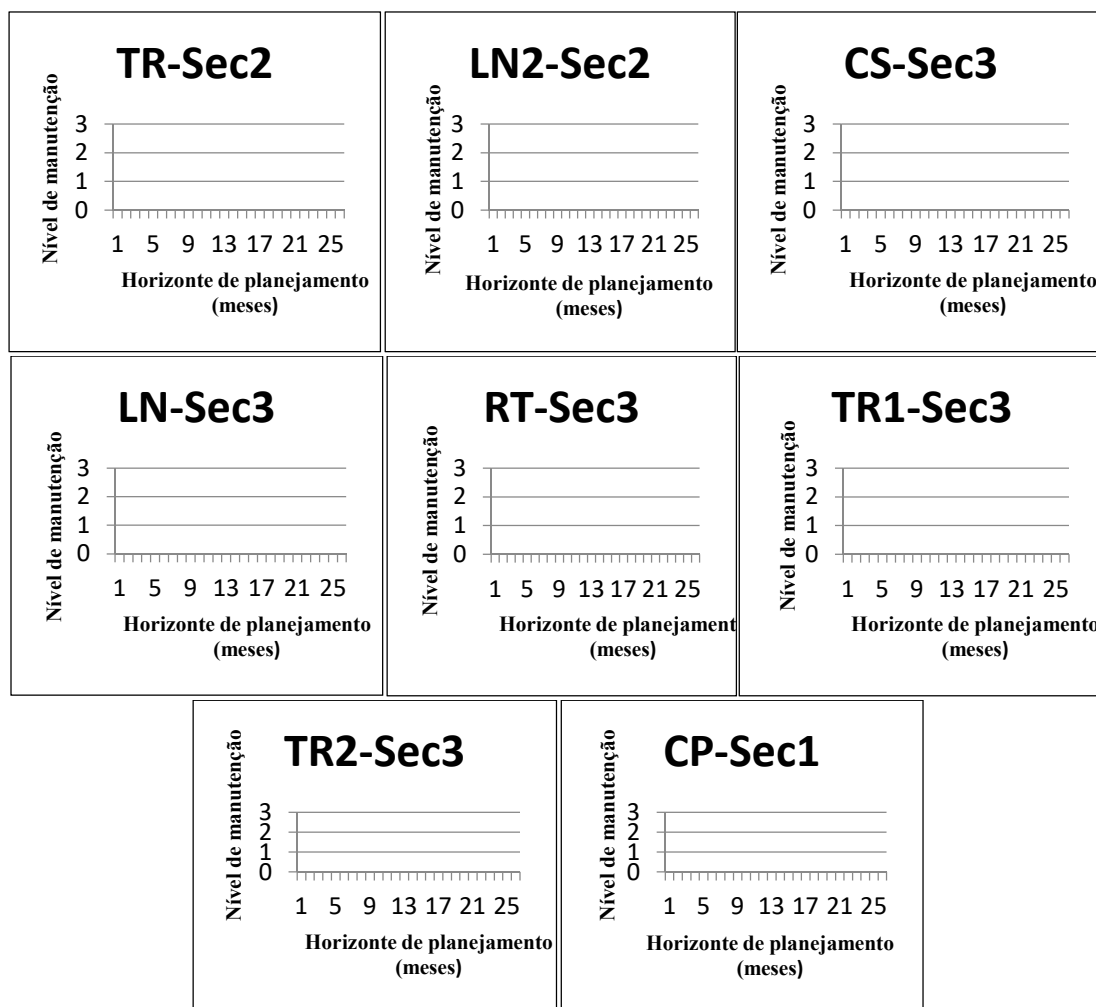 TR-Sec2
Nível de manutenção
3
2
1
0
1 5 9 13 17 21 25
Horizonte de planejamento
(meses)
LN2-Sec2
Nível de manutenção
3
2
1
0
1 5 9 13 17 21 25
Horizonte de planejamento
(meses)
CS-Sec3
Nível de manutenção
3
2
1
0
1 5 9 13 17 21 25
Horizonte de planejamento
(meses)
LN-Sec3
Nível de manutenção
3
2
1
0
1 5 9 13 17 21 25
Horizonte de planejamento
(meses)
RT-Sec3
Nível de manutenção
3
2
1
0
1 5 9 13 17 21 25
Horizonte de planejament
(meses)
TR1-Sec3
Nível de manutenção
3
2
1
0
1 5 9 13 17 21 25
Horizonte de planejamento
(meses)
TR2-Sec3
Nível de manutenção
3
2
1
0
1 5 9 13 17 21 25
Horizonte de planejamento
(meses)
CP-Sec1
Nível de manutenção
3
2
1
0
1 5 9 13 17 21 25
Horizonte de planejamento
(meses)